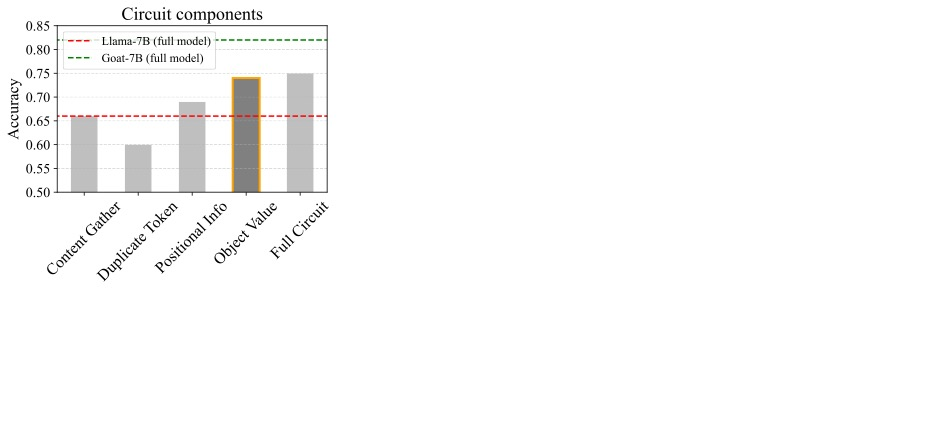 Circuit components
Accuracy
0.85
0.80
0.75
0.70
0.65
0.60
0.55
0.50
Llama-7B (full model)
Goat-7B (full model)
Content Gather
Duplicate Token
Positional Info
Object Value
Full Circuit